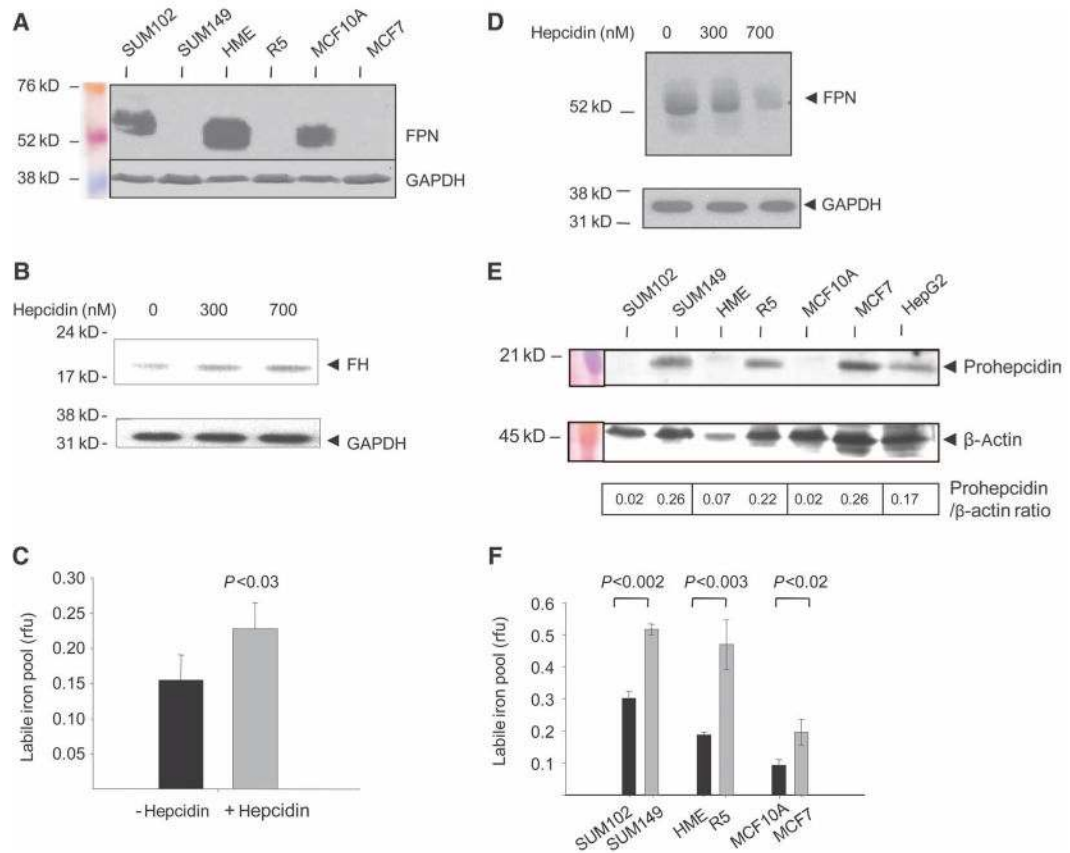 A
SUM102 SUM149 HME R5 MCF10A MCF7
76 kD
52 kD
FPN
38 kD
GAPDH
B
Hepcidin (nM) 0 300 700
24 kD -
FH
17 kD -
38 kD -
31 kD -
GAPDH
C
P<0.03
0.30
0.25
0.20
0.15
0.10
0.05
Labile iron pool (rfu)
- Hepcidin + Hepcidin
D
Hepcidin (nM) 0 300 700
FPN
52 kD
38 kD
GAPDH
31 kD
E
SUM102 SUM149 HME R5 MCF10A MCF7 HepG2
21 kD
Prohepcidin
45 kD
β-Actin
0.02 0.26 0.07 0.22 0.02 0.26 0.17
Prohepcidin
/β-actin ratio
F
P<0.002 P<0.003 P<0.02
0.6
0.5
0.4
0.3
0.2
0.1
Labile iron pool (rfu)
SUM102 SUM149 HME R5 MCF10A MCF7